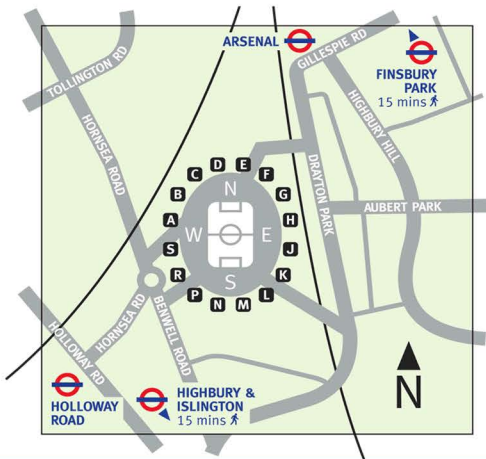 ARSENAL
GILLESPIE RD
FINSBURY
PARK
15 mins
TOLLINGTON RD
HORNSEA ROAD
HIGHBURY HILL
DRAYTON PARK
AUBERT PARK
D
E
C
F
B
G
A
H
S
J
R
K
P
L
N
M
N
W
E
S
HORNSEA RD
BENWELL ROAD
HOLLOWAY RD
HOLLOWAY
ROAD
HIGHBURY &
ISLINGTON
15 mins
N